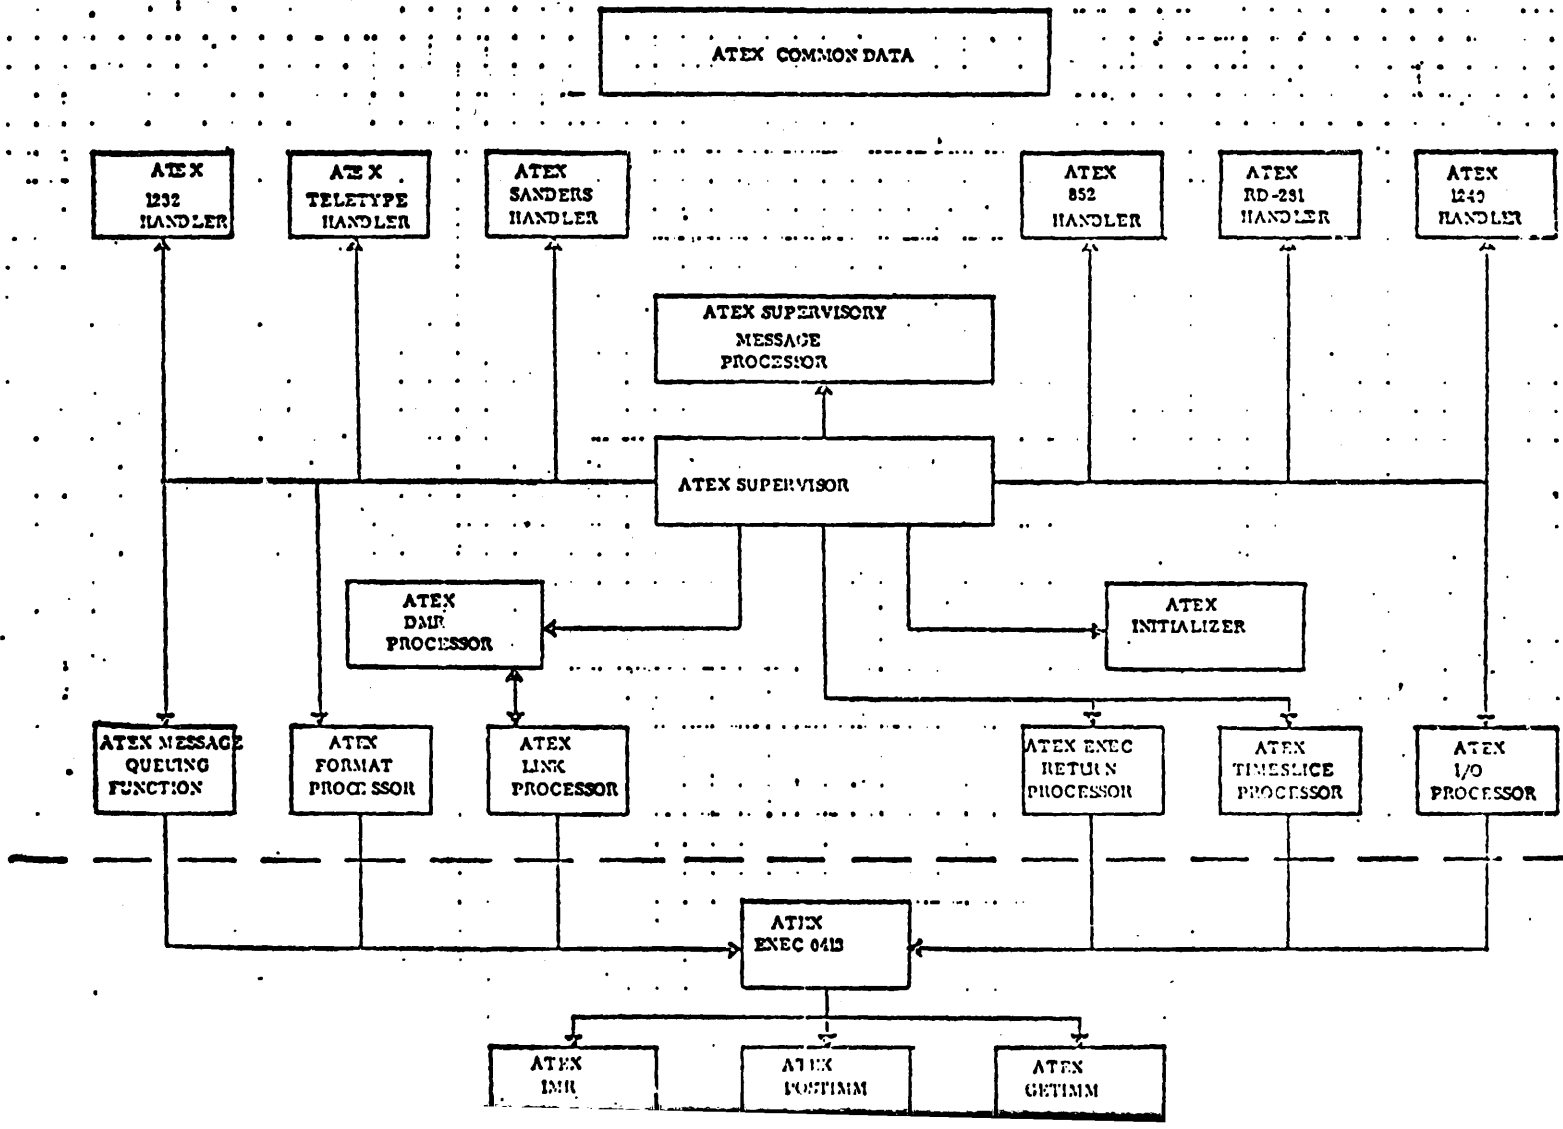 ATEX COMMON DATA
ATEX
1232
HANDLER
ATEX
TELETYPE
HANDLER
ATEX
SANDERS
HANDLER
ATEX
852
HANDLER
ATEX
RD-281
HANDLER
ATEX
1240
HANDLER
ATEX SUPERVISORY
MESSAGE
PROCESSOR
ATEX SUPERVISOR
ATEX
DMR
PROCESSOR
ATEX
INITIALIZER
ATEX MESSAGE
QUEUING
FUNCTION
ATEX
FORMAT
PROCESSOR
ATEX
LINK
PROCESSOR
ATEX EXEC
RETURN
PROCESSOR
ATEX
TIMESLICE
PROCESSOR
ATEX
I/O
PROCESSOR
ATEX
EXEC
ATEX
ATEX
POSTIMM
ATEX
GETIMM